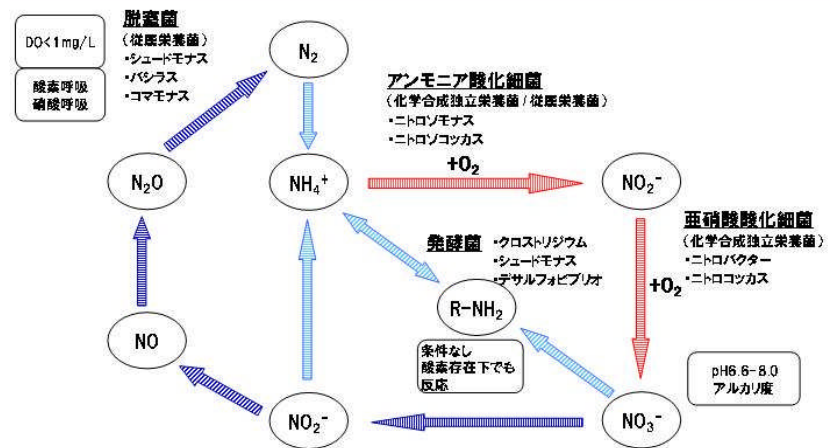 DO<1mg/L
酸素呼吸
硝酸呼吸
脱窒菌
(従属栄養菌)
・シュードモナス
・バシラス
・コマモナス
N₂
アンモニア酸化細菌
(化学合成独立栄養菌/従属栄養菌)
・ニトロゾモナス
・ニトロソコッカス
+O₂
N₂O
NH₄⁺
NO₂⁻
亜硝酸酸化細菌
(化学合成独立栄養菌)
・ニトロバクター
・ニトロコッカス
+O₂
発酵菌
・クロストリジウム
・シュードモナス
・デサルフォビブリオ
R-NH₂
条件なし
酸素存在下でも
反応
NO
NO₂⁻
NO₃⁻
pH6.6-8.0
アルカリ度